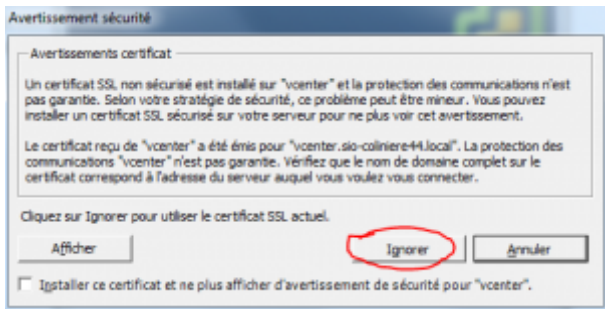 Avertissement sécurité
Avertissements certificat
Un certificat SSL non sécurisé est installé sur "vcenter" et la protection des communications n'est
pas garantie. Selon votre stratégie de sécurité, ce problème peut être mineur. Vous pouvez
installer un certificat SSL sécurisé sur votre serveur pour ne plus voir cet avertissement.
Le certificat reçu de "vcenter" a été émis pour "vcenter.sio-coliniere44.local". La protection des
communications "vcenter" n'est pas garantie. Vérifiez que le nom de domaine complet sur le
certificat correspond à l'adresse du serveur auquel vous voulez vous connecter.
Cliquez sur Ignorer pour utiliser le certificat SSL actuel.
Afficher Ignorer Annuler
Installer ce certificat et ne plus afficher d'avertissement de sécurité pour "vcenter".